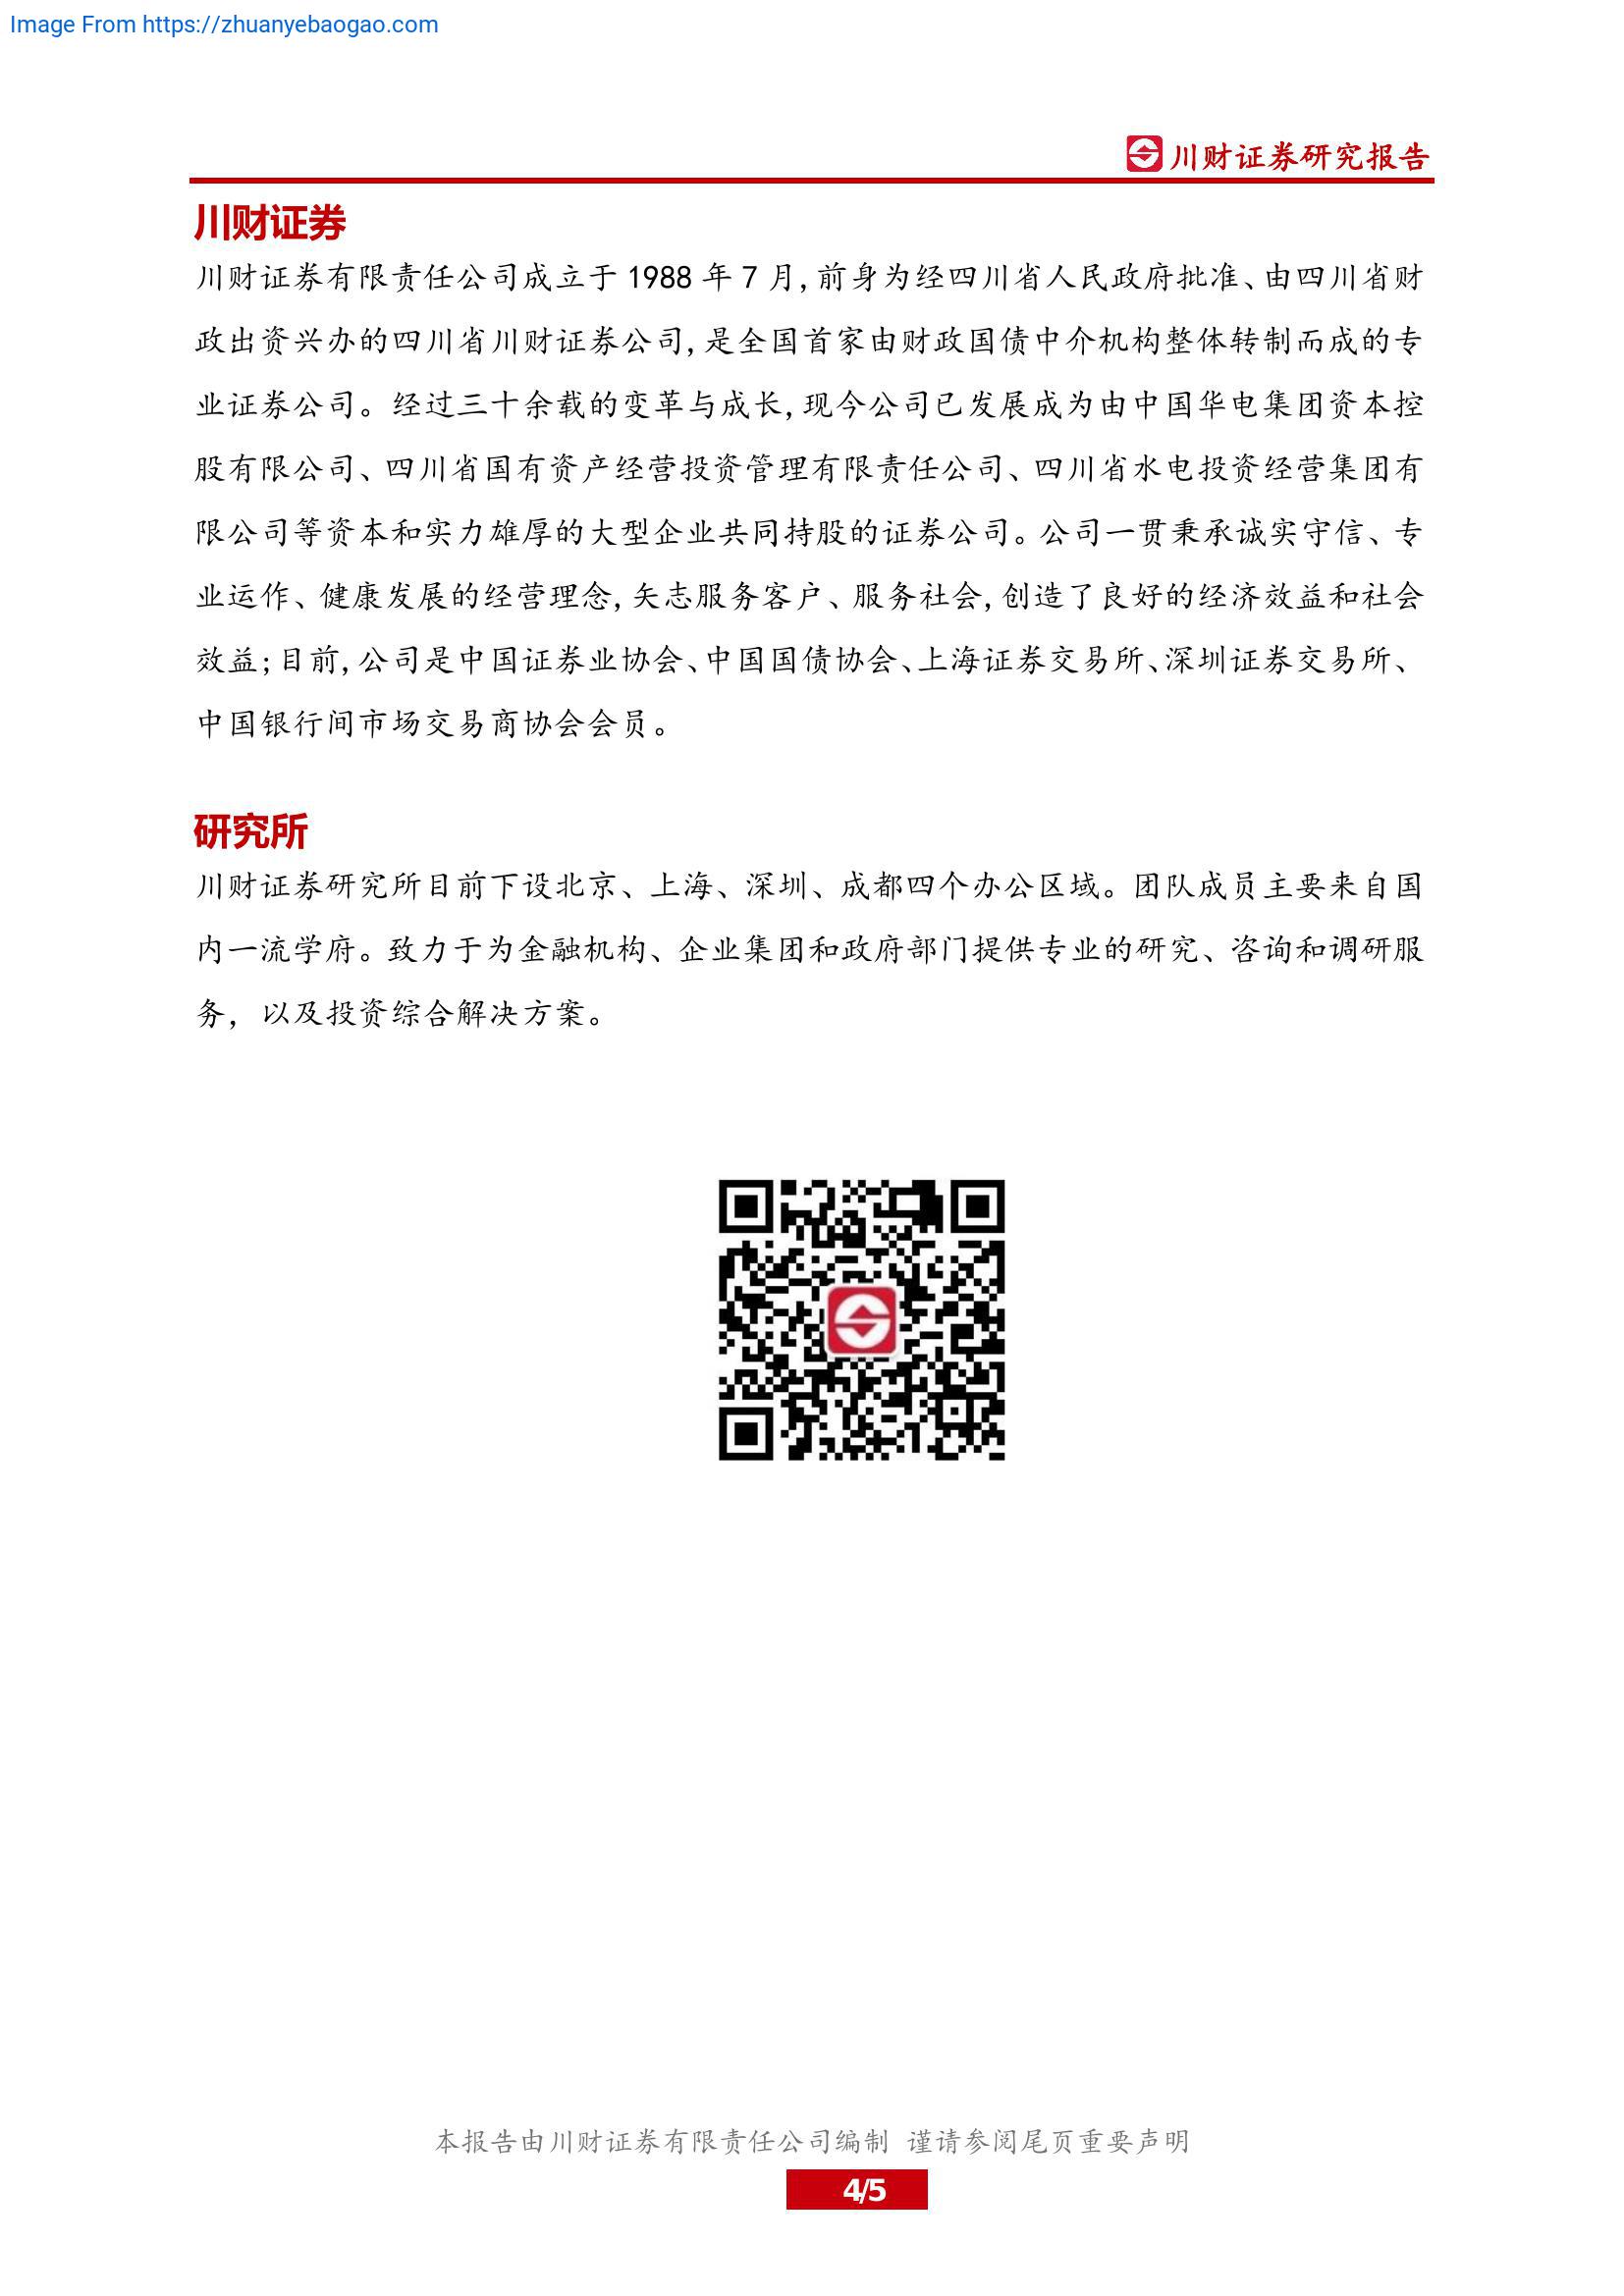 Image From https://zhuanyebaogao.com
川财证券研究报告
川财证券
川财证券有限责任公司成立于 1988 年 7 月,前身为经四川省人民政府批准、由四川省财
政出资兴办的四川省川财证券公司,是全国首家由财政国债中介机构整体转制而成的专
业证券公司。经过三十余载的变革与成长,现今公司已发展成为由中国华电集团资本控
股有限公司、四川省国有资产经营投资管理有限责任公司、四川省水电投资经营集团有
限公司等资本和实力雄厚的大型企业共同持股的证券公司。公司一贯秉承诚实守信、专
业运作、健康发展的经营理念,矢志服务客户、服务社会,创造了良好的经济效益和社会
效益;目前,公司是中国证券业协会、中国国债协会、上海证券交易所、深圳证券交易所、
中国银行间市场交易商协会会员。
研究所
川财证券研究所目前下设北京、上海、深圳、成都四个办公区域。团队成员主要来自国
内一流学府。致力于为金融机构、企业集团和政府部门提供专业的研究、咨询和调研服
务，以及投资综合解决方案。
本报告由川财证券有限责任公司编制 谨请参阅尾页重要声明
4/5